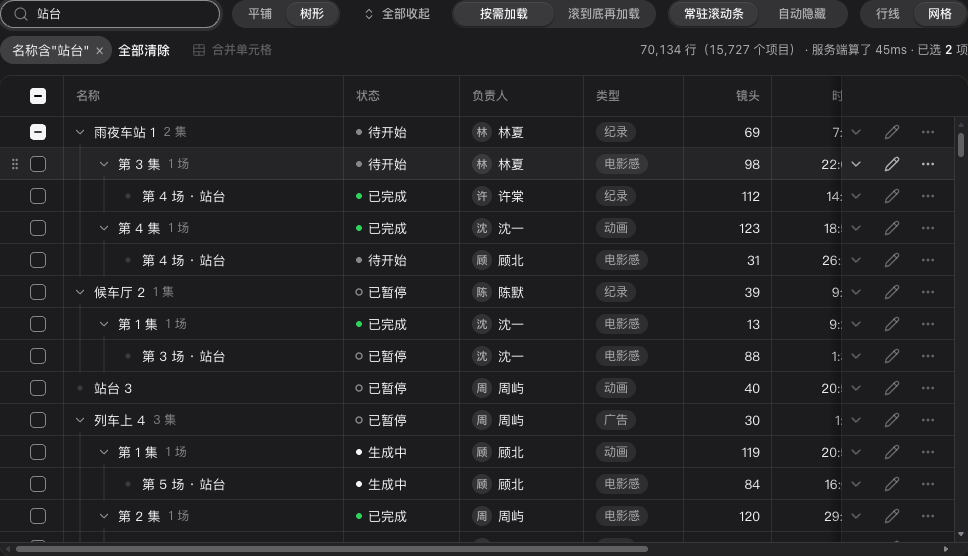 站台 平铺 树形 全部收起 按需加载 滚到底再加载 常驻滚动条 自动隐藏 行线 网格
名称含"站台" × 全部清除 合并单元格 70,134 行（15,727 个项目） · 服务端算了 45ms · 已选 2 项
名称 状态 负责人 类型 镜头 时
雨夜车站 1 2 集 待开始 林 林夏 纪录 69 7:
第 3 集 1 场 待开始 林 林夏 电影感 98 22:
第 4 场 · 站台 已完成 许 许棠 纪录 112 14:
第 4 集 1 场 已完成 沈 沈一 动画 123 18:
第 4 场 · 站台 待开始 顾 顾北 电影感 31 26:
候车厅 2 1 集 已暂停 陈 陈默 纪录 39 9:
第 1 集 1 场 已完成 沈 沈一 电影感 13 9:
第 3 场 · 站台 已暂停 沈 沈一 电影感 88 1:
站台 3 已暂停 周 周屿 动画 40 20:
列车上 4 3 集 已暂停 周 周屿 广告 30 1:
第 1 集 1 场 生成中 顾 顾北 动画 119 20:
第 5 场 · 站台 生成中 顾 顾北 电影感 84 16:
第 2 集 1 场 已完成 周 周屿 电影感 120 29: